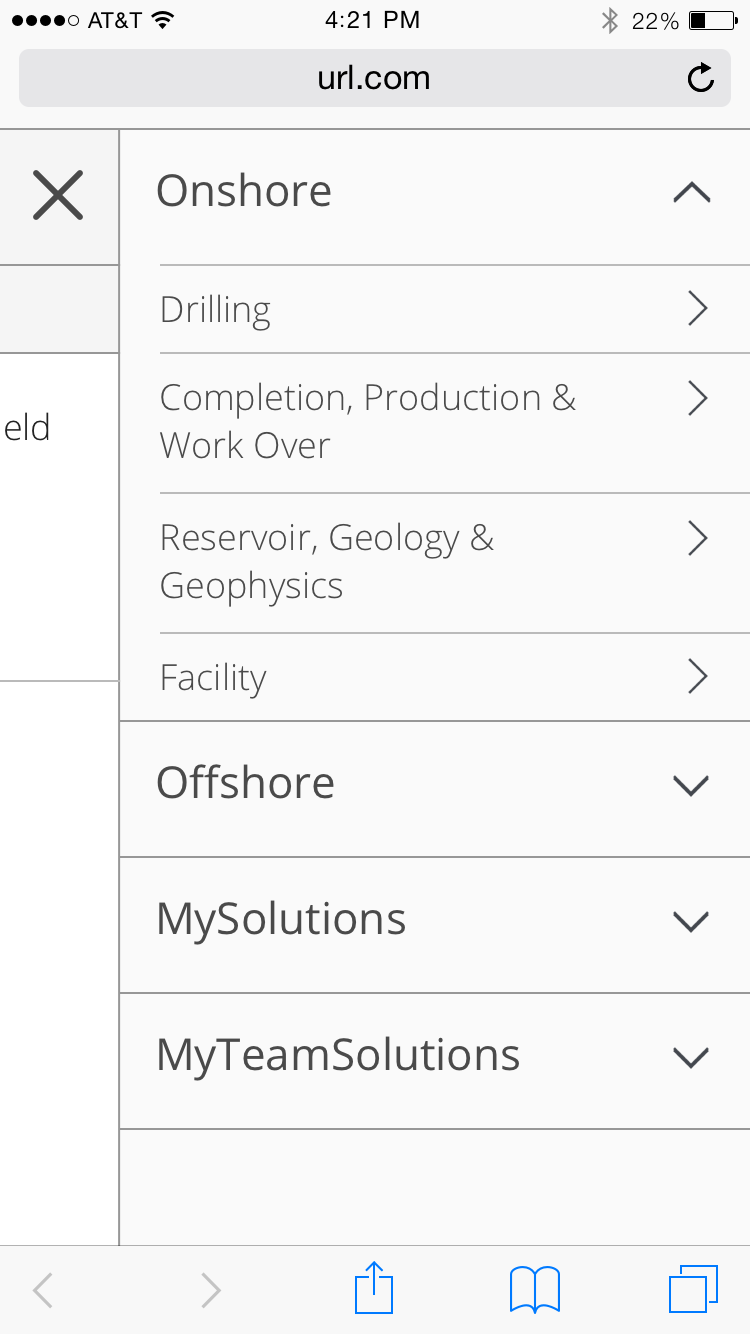 AT&T 4:21 PM 22%
url.com
Onshore
Drilling
Completion, Production &
Work Over
eld
Reservoir, Geology &
Geophysics
Facility
Offshore
MySolutions
MyTeamSolutions